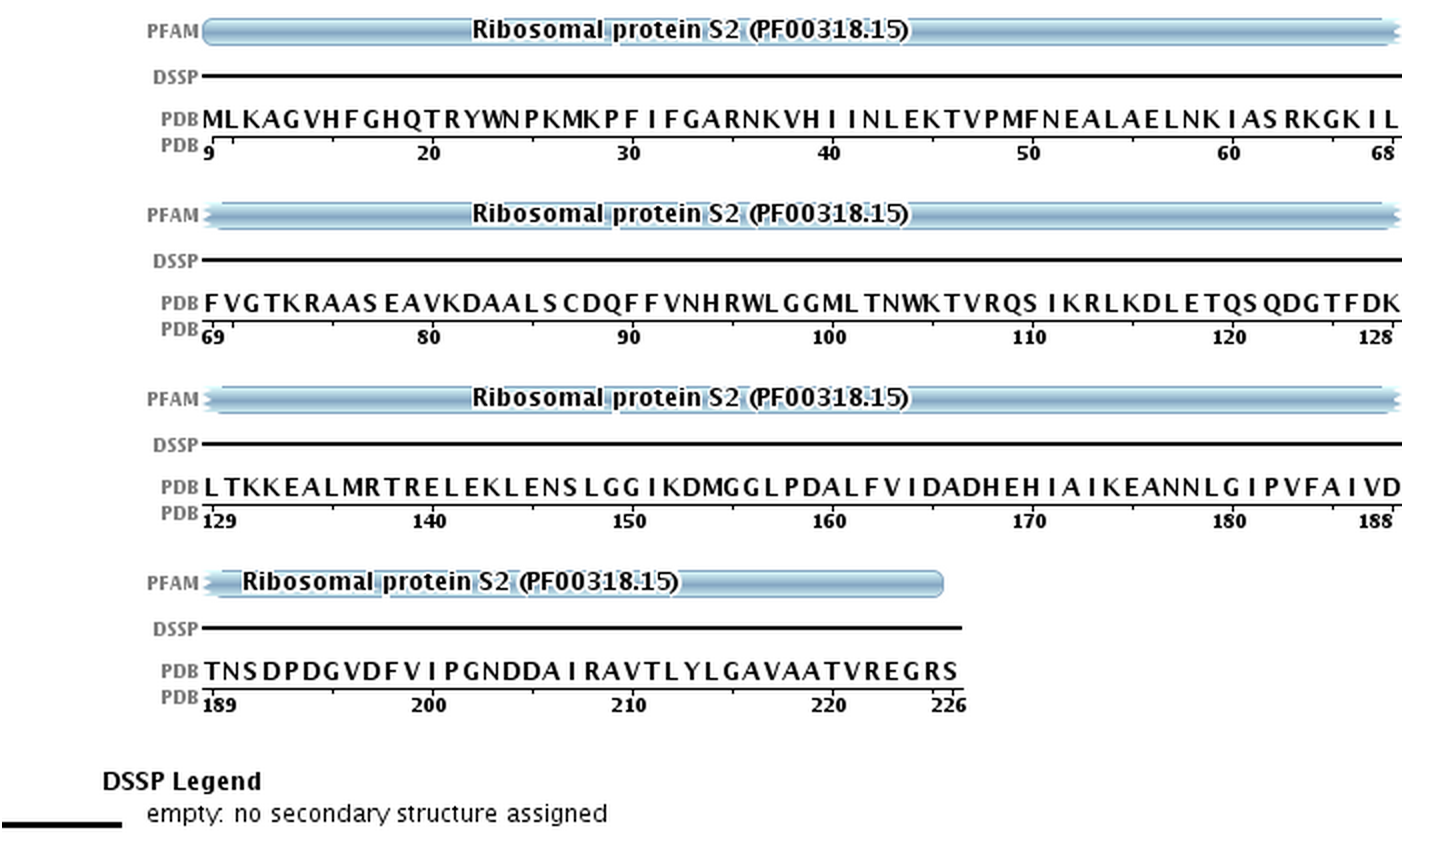 PFAM Ribosomal protein S2 (PF00318.15)
DSSP
PDB MLKAGVHFGHQTRYWNPKMKPFIFGARNKVHIINLEKTVPMFNEALAELNKIASRKGKIL
PDB 9 20 30 40 50 60 68
PFAM Ribosomal protein S2 (PF00318.15)
DSSP
PDB FVGTKRAASEAVKDAALSCDQFFVNHRWLGGMLTNWKTVRQSIKRLKDLETQSQDGTFDK
PDB 69 80 90 100 110 120 128
PFAM Ribosomal protein S2 (PF00318.15)
DSSP
PDB LTKKEALMRTRELEKLENSLGGIKDMGGLPDALFVIDADHEHIAIKEANNLGIPVFAIVD
PDB 129 140 150 160 170 180 188
PFAM Ribosomal protein S2 (PF00318.15)
DSSP
PDB TNSDPDGVDFVIPGNDDAIRAVTLYLGAVAATVREGRS
PDB 189 200 210 220 226
DSSP Legend
empty: no secondary structure assigned